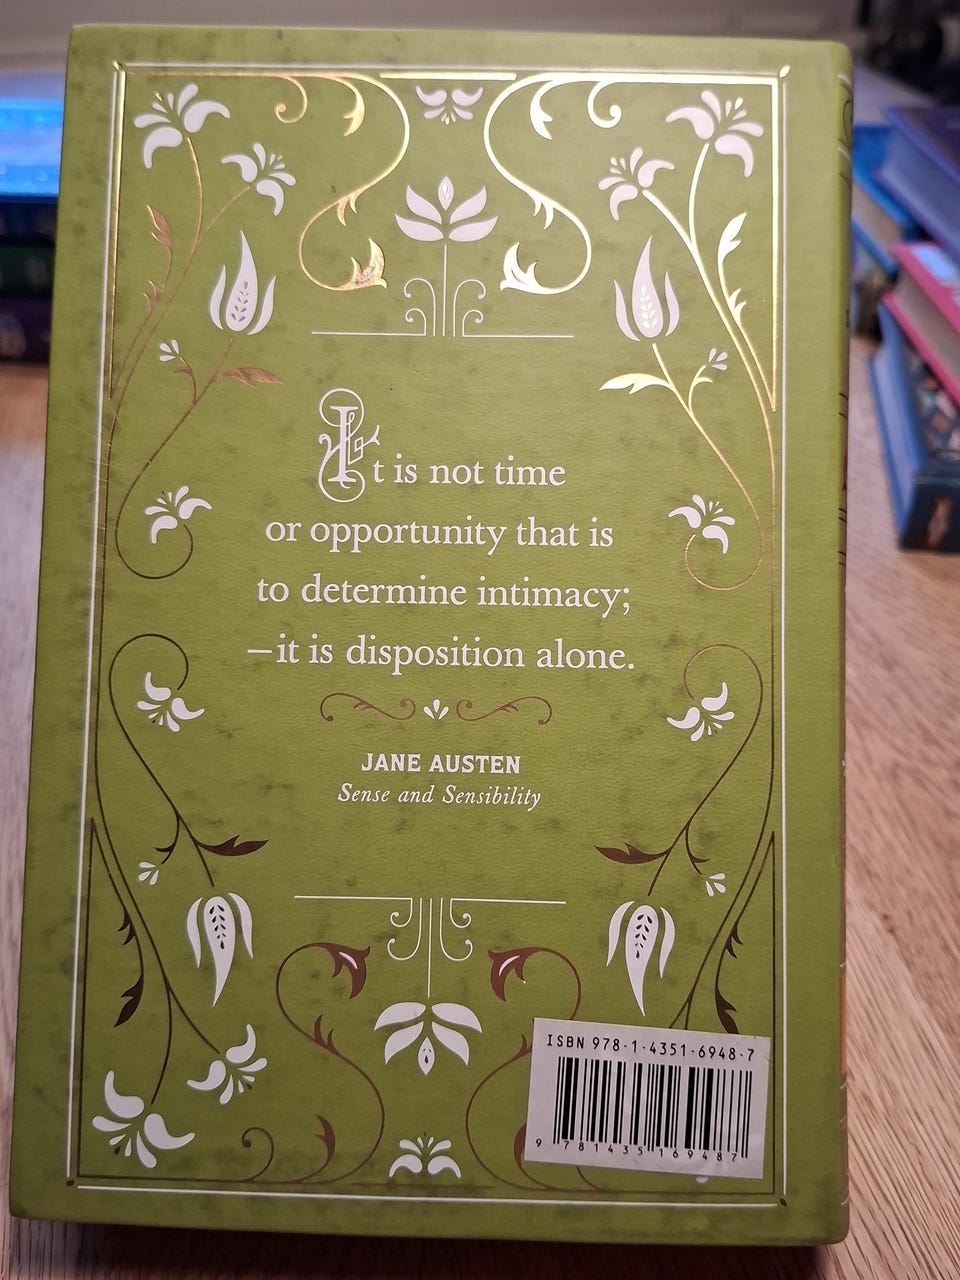 It is not time
or opportunity that is
to determine intimacy;
—it is disposition alone.
JANE AUSTEN
Sense and Sensibility
ISBN 978-1-4351-6948-7
9 781435 169487